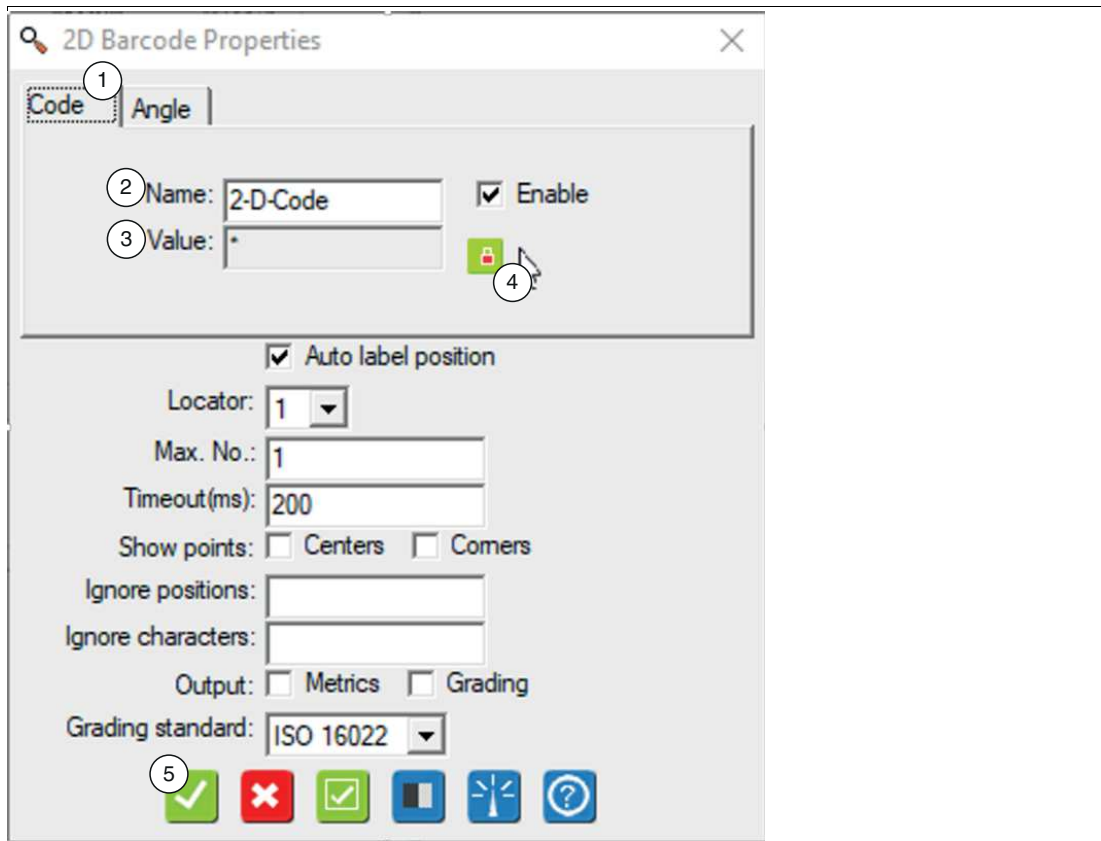 2D Barcode Properties
1
Code Angle
2 Name: 2-D-Code Enable
3 Value: *
4
Auto label position
Locator: 1
Max. No.: 1
Timeout(ms): 200
Show points: Centers Corners
Ignore positions:
Ignore characters:
Output: Metrics Grading
Grading standard: ISO 16022
5
?